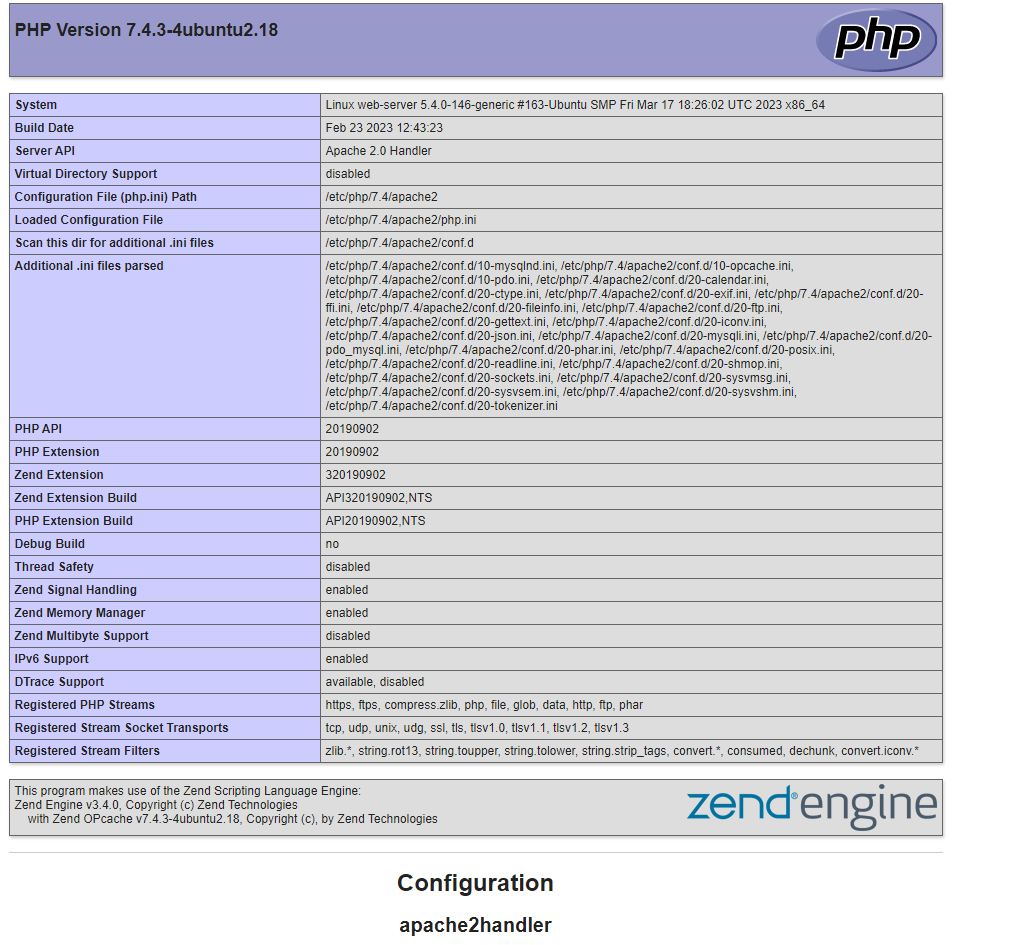 PHP Version 7.4.3-4ubuntu2.18
php
System Linux web-server 5.4.0-146-generic #163-Ubuntu SMP Fri Mar 17 18:26:02 UTC 2023 x86_64
Build Date Feb 23 2023 12:43:23
Server API Apache 2.0 Handler
Virtual Directory Support disabled
Configuration File (php.ini) Path /etc/php/7.4/apache2
Loaded Configuration File /etc/php/7.4/apache2/php.ini
Scan this dir for additional .ini files /etc/php/7.4/apache2/conf.d
Additional .ini files parsed /etc/php/7.4/apache2/conf.d/10-mysqlnd.ini, /etc/php/7.4/apache2/conf.d/10-opcache.ini,
/etc/php/7.4/apache2/conf.d/10-pdo.ini, /etc/php/7.4/apache2/conf.d/20-calendar.ini,
/etc/php/7.4/apache2/conf.d/20-ctype.ini, /etc/php/7.4/apache2/conf.d/20-exif.ini, /etc/php/7.4/apache2/conf.d/20-
ffi.ini, /etc/php/7.4/apache2/conf.d/20-fileinfo.ini, /etc/php/7.4/apache2/conf.d/20-ftp.ini,
/etc/php/7.4/apache2/conf.d/20-gettext.ini, /etc/php/7.4/apache2/conf.d/20-iconv.ini,
/etc/php/7.4/apache2/conf.d/20-json.ini, /etc/php/7.4/apache2/conf.d/20-mysqli.ini, /etc/php/7.4/apache2/conf.d/20-
pdo_mysql.ini, /etc/php/7.4/apache2/conf.d/20-phar.ini, /etc/php/7.4/apache2/conf.d/20-posix.ini,
/etc/php/7.4/apache2/conf.d/20-readline.ini, /etc/php/7.4/apache2/conf.d/20-shmop.ini,
/etc/php/7.4/apache2/conf.d/20-sockets.ini, /etc/php/7.4/apache2/conf.d/20-sysvmsg.ini,
/etc/php/7.4/apache2/conf.d/20-sysvsem.ini, /etc/php/7.4/apache2/conf.d/20-sysvshm.ini,
/etc/php/7.4/apache2/conf.d/20-tokenizer.ini
PHP API 20190902
PHP Extension 20190902
Zend Extension 320190902
Zend Extension Build API320190902,NTS
PHP Extension Build API20190902,NTS
Debug Build no
Thread Safety disabled
Zend Signal Handling enabled
Zend Memory Manager enabled
Zend Multibyte Support disabled
IPv6 Support enabled
DTrace Support available, disabled
Registered PHP Streams https, ftps, compress.zlib, php, file, glob, data, http, ftp, phar
Registered Stream Socket Transports tcp, udp, unix, udg, ssl, tls, tlsv1.0, tlsv1.1, tlsv1.2, tlsv1.3
Registered Stream Filters zlib.*, string.rot13, string.toupper, string.tolower, string.strip_tags, convert.*, consumed, dechunk, convert.iconv.*
This program makes use of the Zend Scripting Language Engine:
Zend Engine v3.4.0, Copyright (c) Zend Technologies
with Zend OPcache v7.4.3-4ubuntu2.18, Copyright (c), by Zend Technologies
zend® engine
Configuration
apache2handler